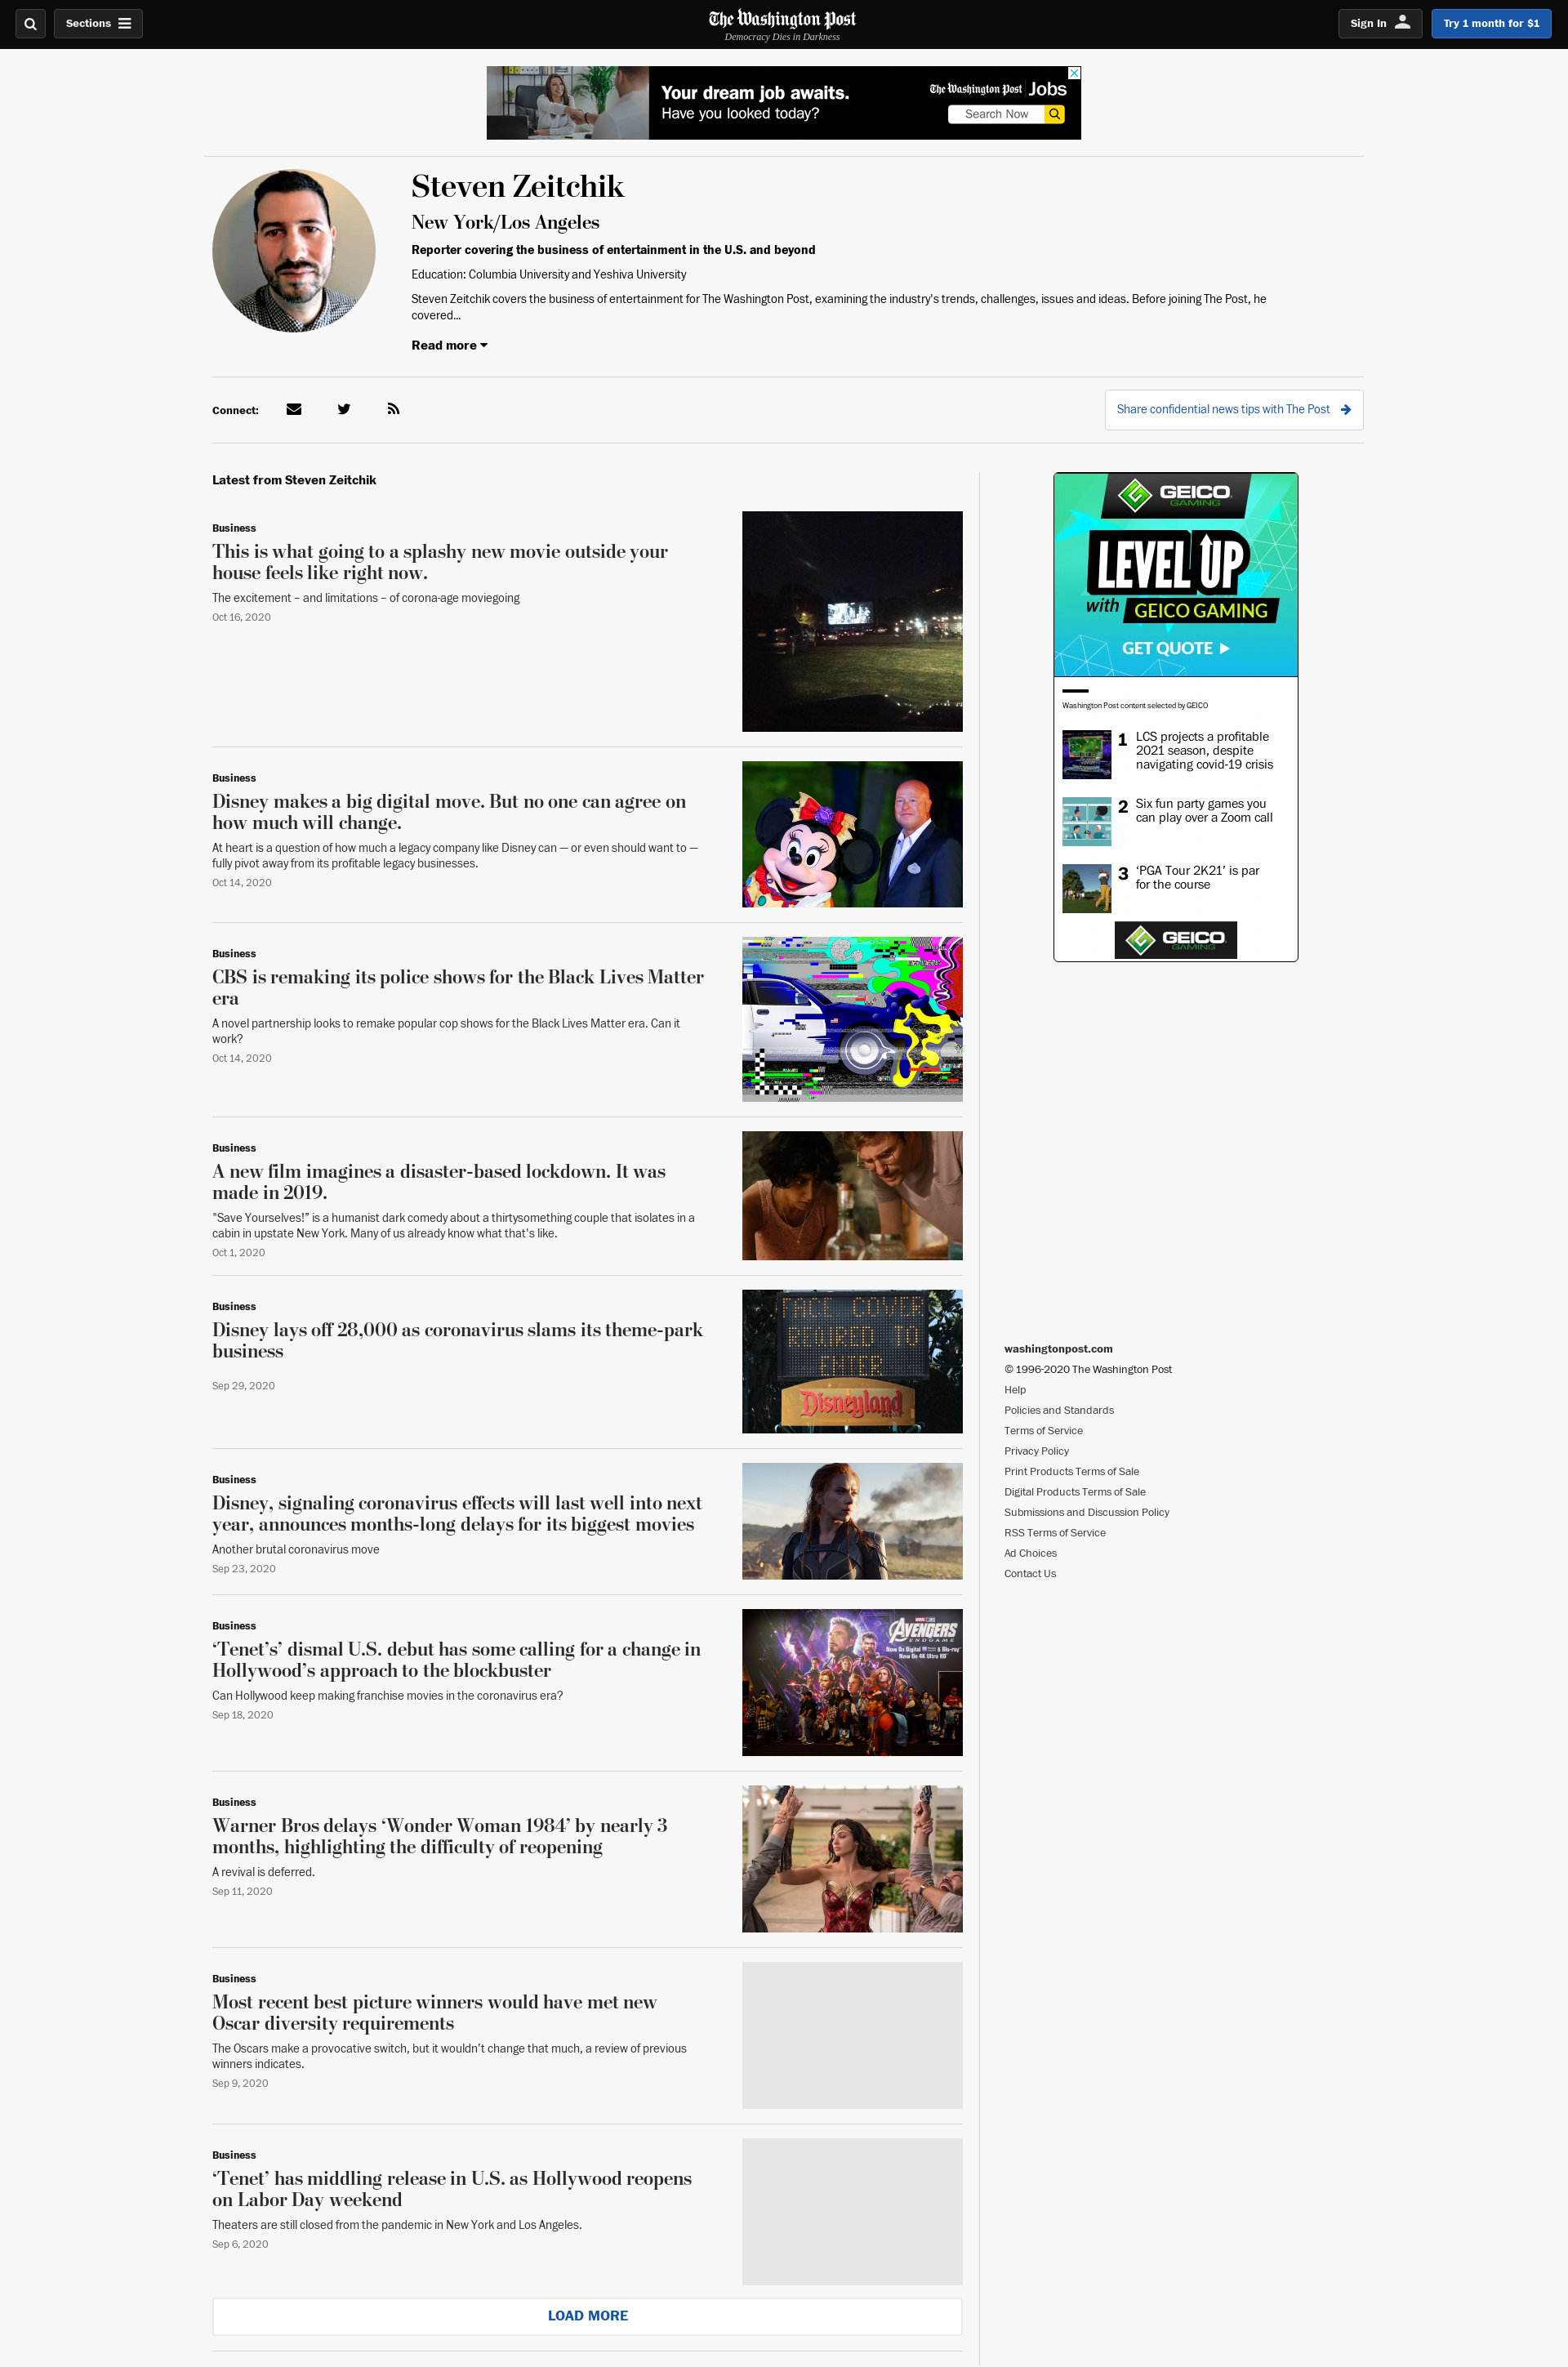 Sections
The Washington Post
Democracy Dies in Darkness
Sign In
Try 1 month for $1
Your dream job awaits.
Have you looked today?
The Washington Post Jobs
Search Now
Steven Zeitchik
New York/Los Angeles
Reporter covering the business of entertainment in the U.S. and beyond
Education: Columbia University and Yeshiva University
Steven Zeitchik covers the business of entertainment for The Washington Post, examining the industry's trends, challenges, issues and ideas. Before joining The Post, he
covered...
Read more
Connect:
Share confidential news tips with The Post
Latest from Steven Zeitchik
Business
This is what going to a splashy new movie outside your
house feels like right now.
The excitement – and limitations – of corona-age moviegoing
Oct 16, 2020
Business
Disney makes a big digital move. But no one can agree on
how much will change.
At heart is a question of how much a legacy company like Disney can — or even should want to —
fully pivot away from its profitable legacy businesses.
Oct 14, 2020
Business
CBS is remaking its police shows for the Black Lives Matter
era
A novel partnership looks to remake popular cop shows for the Black Lives Matter era. Can it
work?
Oct 14, 2020
Business
A new film imagines a disaster-based lockdown. It was
made in 2019.
"Save Yourselves!” is a humanist dark comedy about a thirtysomething couple that isolates in a
cabin in upstate New York. Many of us already know what that's like.
Oct 1, 2020
Business
Disney lays off 28,000 as coronavirus slams its theme-park
business
Sep 29, 2020
FACE COVER
REQUIRED TO
ENTER
Disneyland
Business
Disney, signaling coronavirus effects will last well into next
year, announces months-long delays for its biggest movies
Another brutal coronavirus move
Sep 23, 2020
Business
‘Tenet’s’ dismal U.S. debut has some calling for a change in
Hollywood’s approach to the blockbuster
Can Hollywood keep making franchise movies in the coronavirus era?
Sep 18, 2020
AVENGERS
ENDGAME
Now On Digital
Blu-ray
Now On 4K Ultra HD
Business
Warner Bros delays ‘Wonder Woman 1984’ by nearly 3
months, highlighting the difficulty of reopening
A revival is deferred.
Sep 11, 2020
Business
Most recent best picture winners would have met new
Oscar diversity requirements
The Oscars make a provocative switch, but it wouldn’t change that much, a review of previous
winners indicates.
Sep 9, 2020
Business
‘Tenet’ has middling release in U.S. as Hollywood reopens
on Labor Day weekend
Theaters are still closed from the pandemic in New York and Los Angeles.
Sep 6, 2020
LOAD MORE
GEICO
GAMING
LEVEL UP
with GEICO GAMING
GET QUOTE
Washington Post content selected by GEICO
1 LCS projects a profitable
2021 season, despite
navigating covid-19 crisis
2 Six fun party games you
can play over a Zoom call
3 ‘PGA Tour 2K21’ is par
for the course
GEICO
GAMING
washingtonpost.com
© 1996-2020 The Washington Post
Help
Policies and Standards
Terms of Service
Privacy Policy
Print Products Terms of Sale
Digital Products Terms of Sale
Submissions and Discussion Policy
RSS Terms of Service
Ad Choices
Contact Us